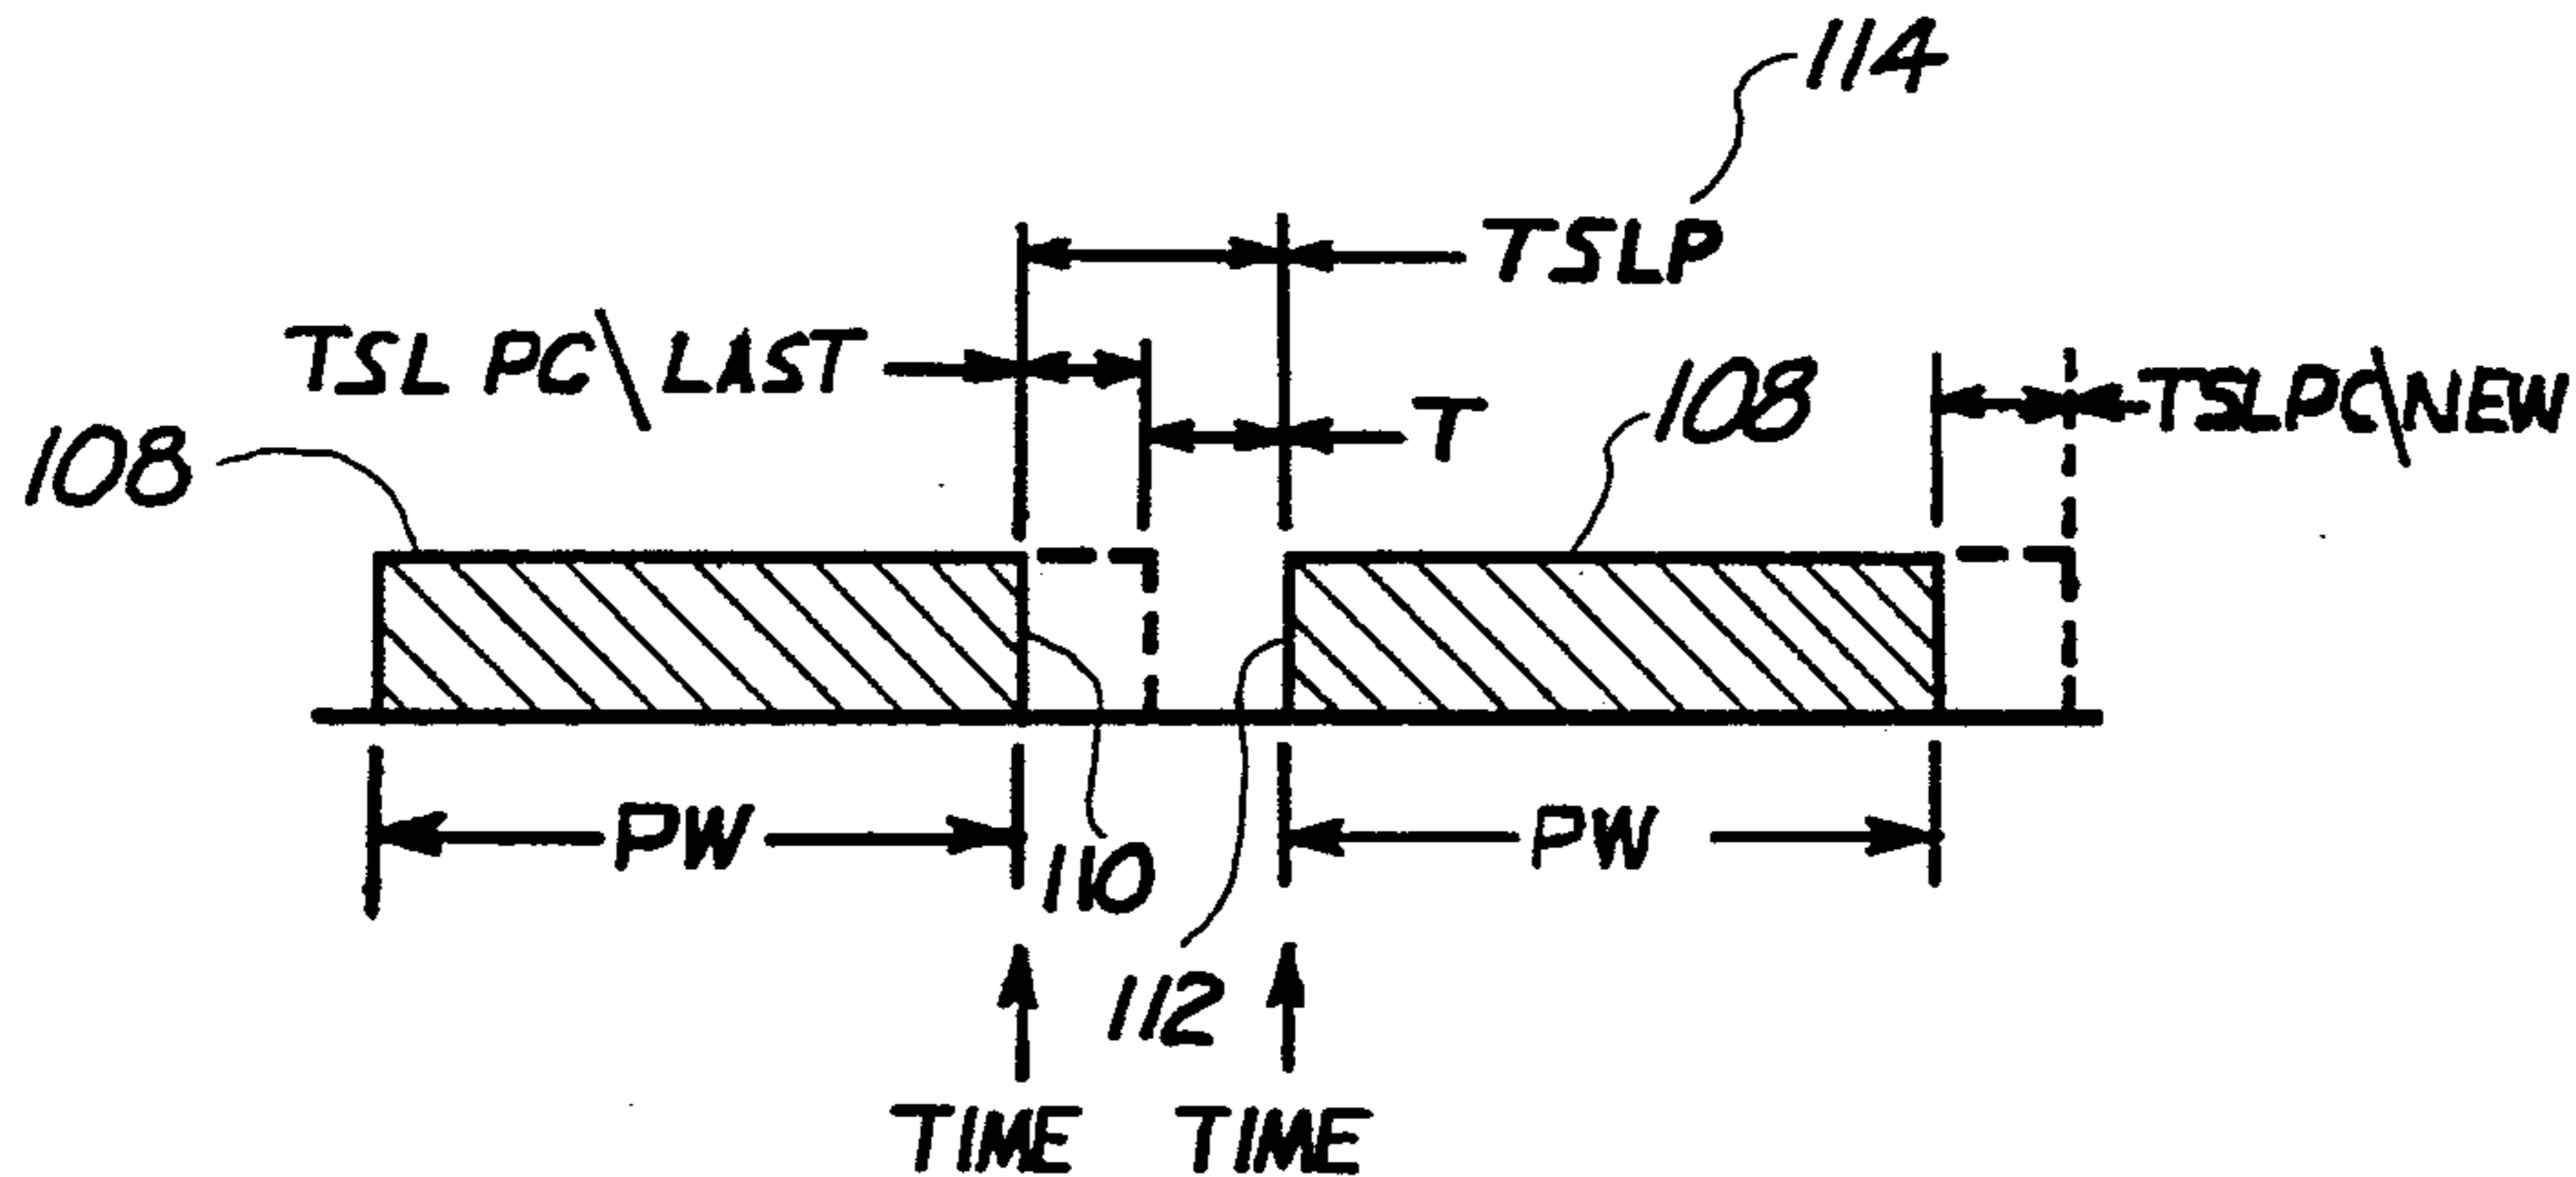 114
TSLP
TSL PC\LAST
T
108
TSLPC\NEW
108
PW
PW
110
112
TIME
TIME